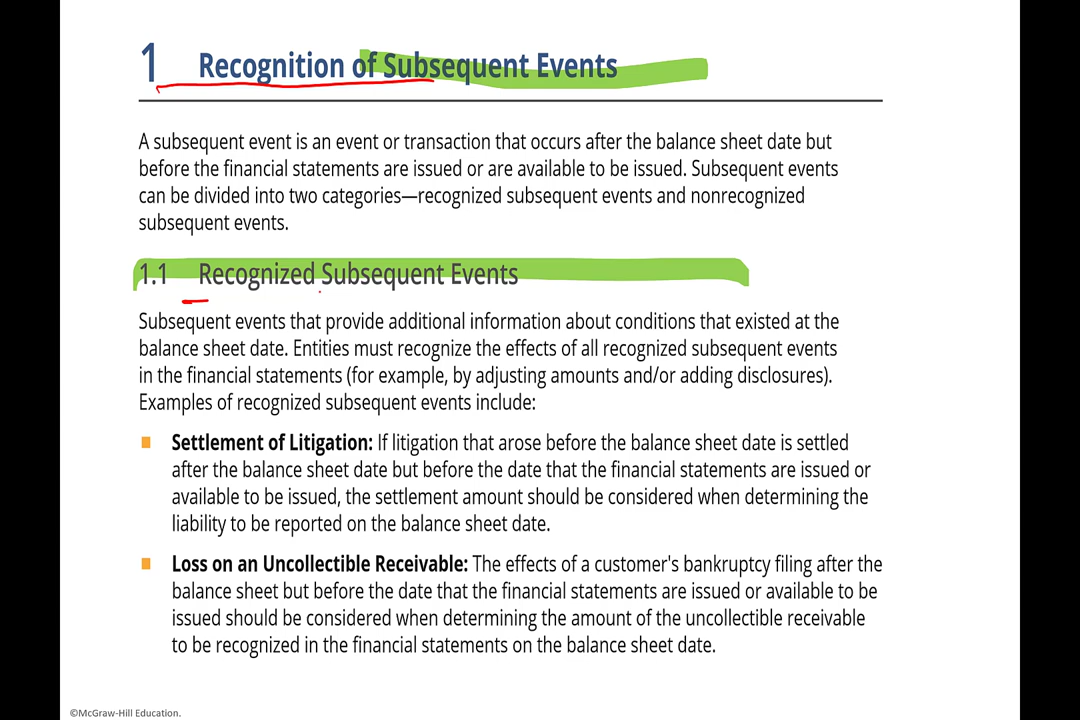 1 Recognition of Subsequent Events
A subsequent event is an event or transaction that occurs after the balance sheet date but
before the financial statements are issued or are available to be issued. Subsequent events
can be divided into two categories—recognized subsequent events and nonrecognized
subsequent events.
1.1 Recognized Subsequent Events
Subsequent events that provide additional information about conditions that existed at the
balance sheet date. Entities must recognize the effects of all recognized subsequent events
in the financial statements (for example, by adjusting amounts and/or adding disclosures).
Examples of recognized subsequent events include:
Settlement of Litigation: If litigation that arose before the balance sheet date is settled
after the balance sheet date but before the date that the financial statements are issued or
available to be issued, the settlement amount should be considered when determining the
liability to be reported on the balance sheet date.
Loss on an Uncollectible Receivable: The effects of a customer's bankruptcy filing after the
balance sheet but before the date that the financial statements are issued or available to be
issued should be considered when determining the amount of the uncollectible receivable
to be recognized in the financial statements on the balance sheet date.
©McGraw-Hill Education.